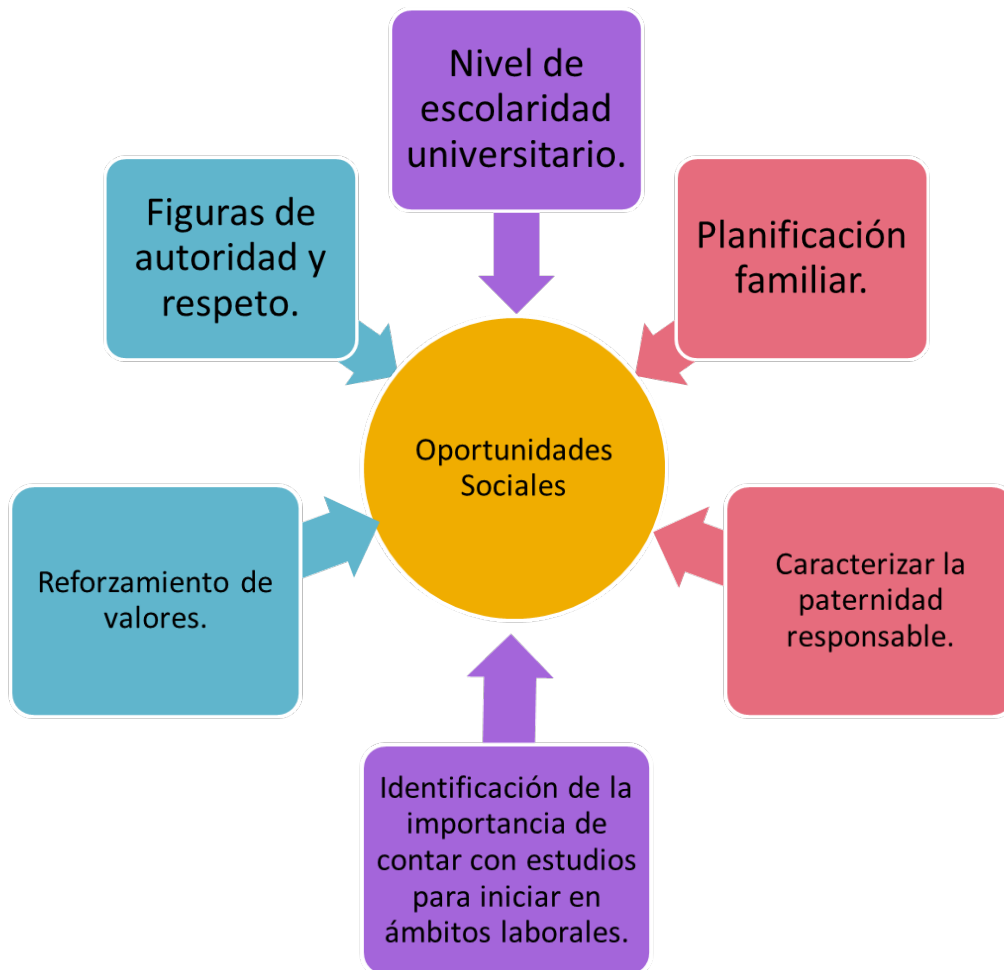 Nivel de
escolaridad
universitario.
Figuras de
autoridad y
respeto.
Planificación
familiar.
Oportunidades
Sociales
Reforzamiento de
valores.
Caracterizar la
paternidad
responsable.
Identificación de la
importancia de
contar con estudios
para iniciar en
ámbitos laborales.